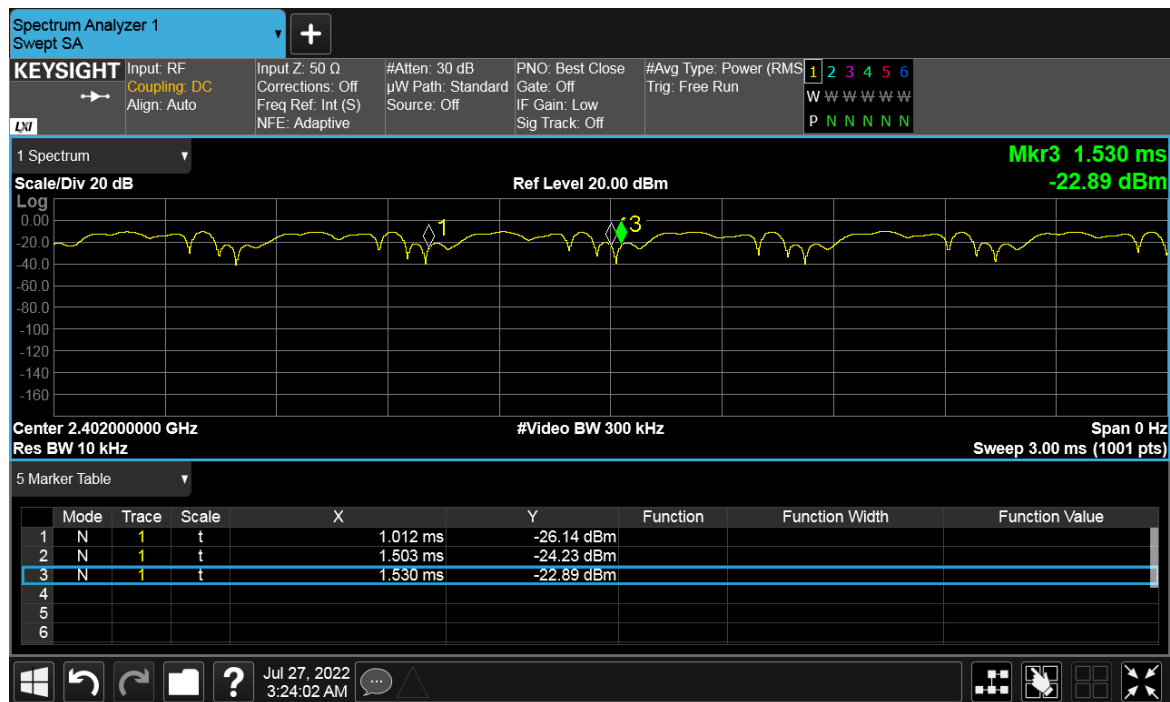 Spectrum Analyzer 1
Swept SA
+
KEYSIGHT
LXI
Input: RF
Coupling: DC
Align: Auto
Input Z: 50 Ω
Corrections: Off
Freq Ref: Int (S)
NFE: Adaptive
#Atten: 30 dB
µW Path: Standard
Source: Off
PNO: Best Close
Gate: Off
IF Gain: Low
Sig Track: Off
#Avg Type: Power (RMS
Trig: Free Run
1 2 3 4 5 6
W W W W W W
P N N N N N
1 Spectrum
Mkr3 1.530 ms
Scale/Div 20 dB
Ref Level 20.00 dBm
-22.89 dBm
Log
0.00
-20.0
-40.0
-60.0
-80.0
-100
-120
-140
-160
1
3
Center 2.402000000 GHz
#Video BW 300 kHz
Span 0 Hz
Res BW 10 kHz
Sweep 3.00 ms (1001 pts)
5 Marker Table
Mode Trace Scale X Y Function Function Width Function Value
1 N 1 t 1.012 ms -26.14 dBm
2 N 1 t 1.503 ms -24.23 dBm
3 N 1 t 1.530 ms -22.89 dBm
4
5
6
?
Jul 27, 2022
3:24:02 AM